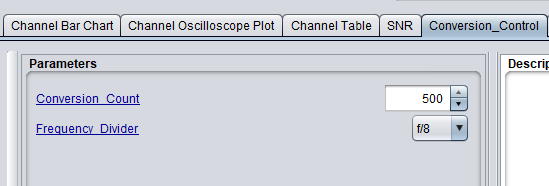 Channel Bar Chart Channel Oscilloscope Plot Channel Table SNR Conversion_Control
Parameters Descrip
Conversion_Count 500
Frequency_Divider f/8